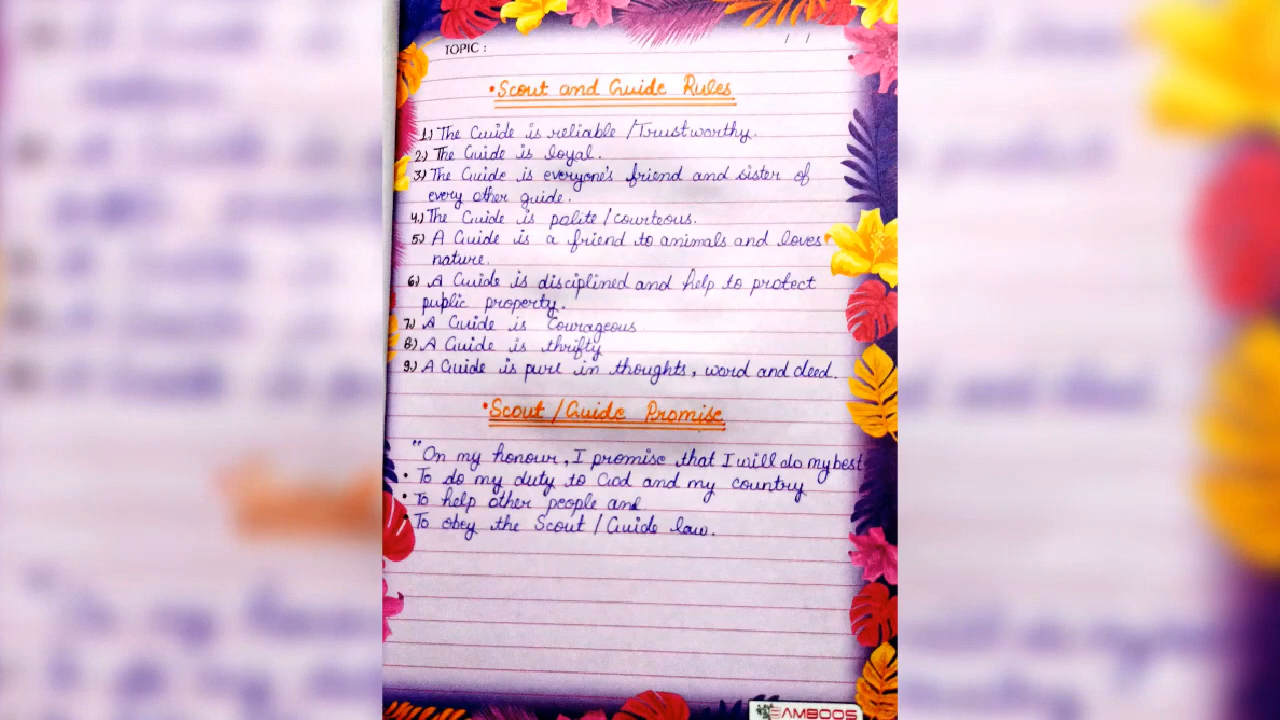 TOPIC :
/ /
• Scout and Guide Rules
1.) The Guide is reliable / Trustworthy.
2.) The Guide is loyal.
3.) The Guide is everyone's friend and sister of
every other guide.
4.) The Guide is polite / courteous.
5.) A Guide is a friend to animals and loves
nature.
6.) A Guide is disciplined and help to protect
public property.
7.) A Guide is Courageous
8.) A Guide is thrifty
9.) A Guide is pure in thoughts, word and deed.
• Scout / Guide Promise
"On my honour, I promise that I will do my best
• To do my duty to God and my country
• To help other people and
• To obey the Scout / Guide law.